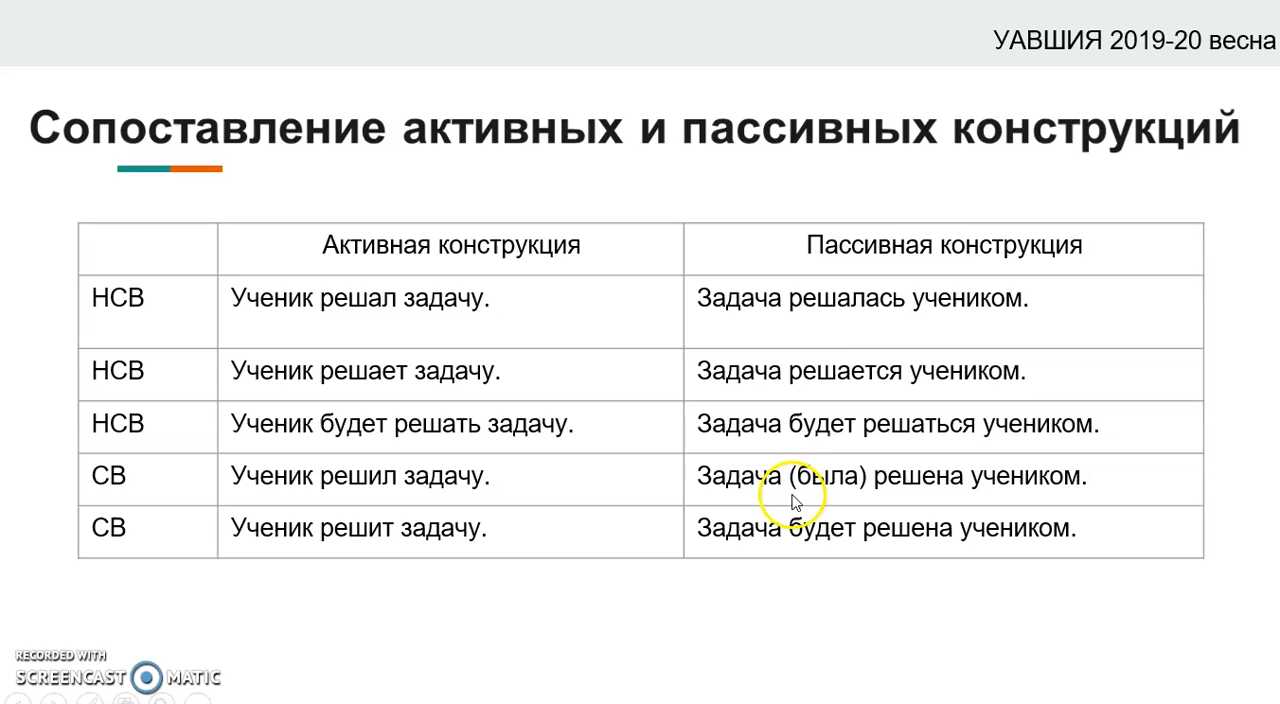 УАВШИЯ 2019-20 весна
Сопоставление активных и пассивных конструкций
Активная конструкция Пассивная конструкция
НСВ Ученик решал задачу. Задача решалась учеником.
НСВ Ученик решает задачу. Задача решается учеником.
НСВ Ученик будет решать задачу. Задача будет решаться учеником.
СВ Ученик решил задачу. Задача (была) решена учеником.
СВ Ученик решит задачу. Задача будет решена учеником.
RECORDED WITH
SCREENCAST MATIC